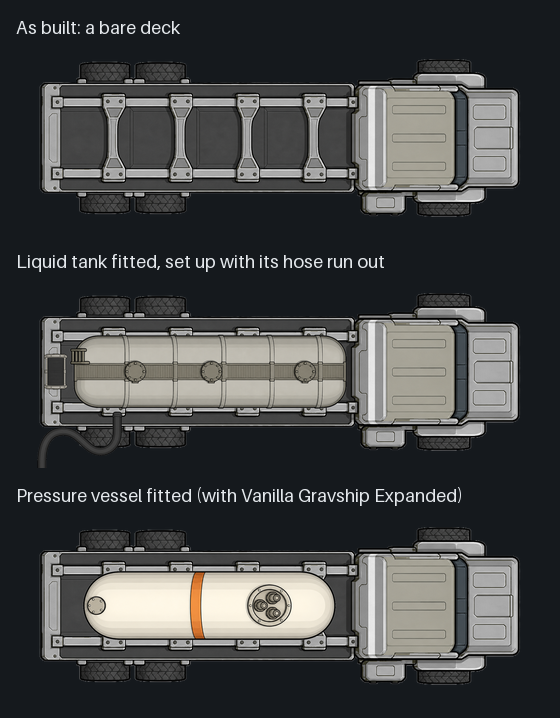 As built: a bare deck
Liquid tank fitted, set up with its hose run out
Pressure vessel fitted (with Vanilla Gravship Expanded)